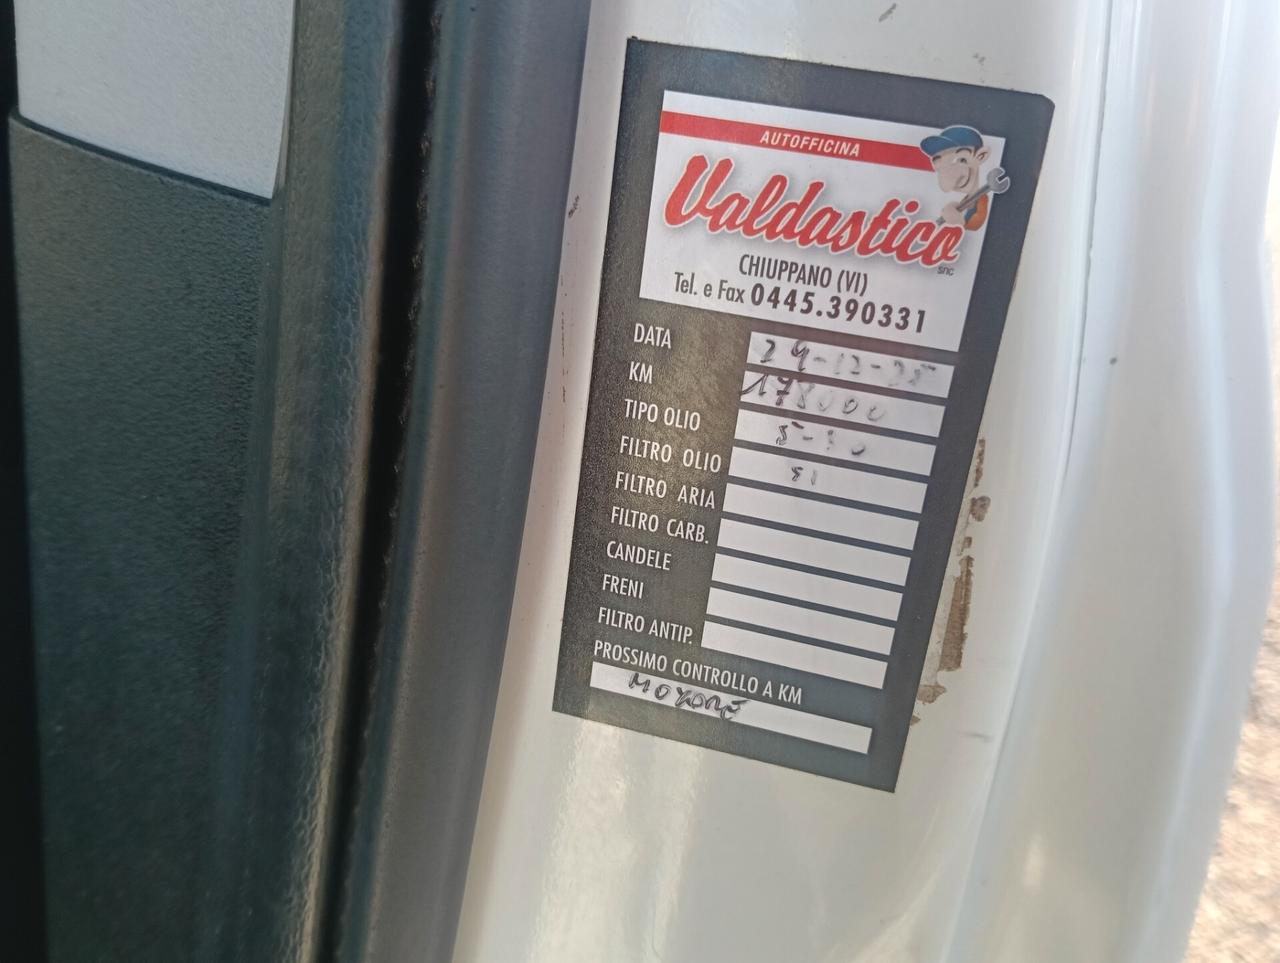 AUTOFFICINA
Valdastico
snc
CHIUPPANO (VI)
Tel. e Fax 0445.390331
DATA 29-12-25
KM 178000
TIPO OLIO 5-30
FILTRO OLIO SI
FILTRO ARIA
FILTRO CARB.
CANDELE
FRENI
FILTRO ANTIP.
PROSSIMO CONTROLLO A KM
MOTORE